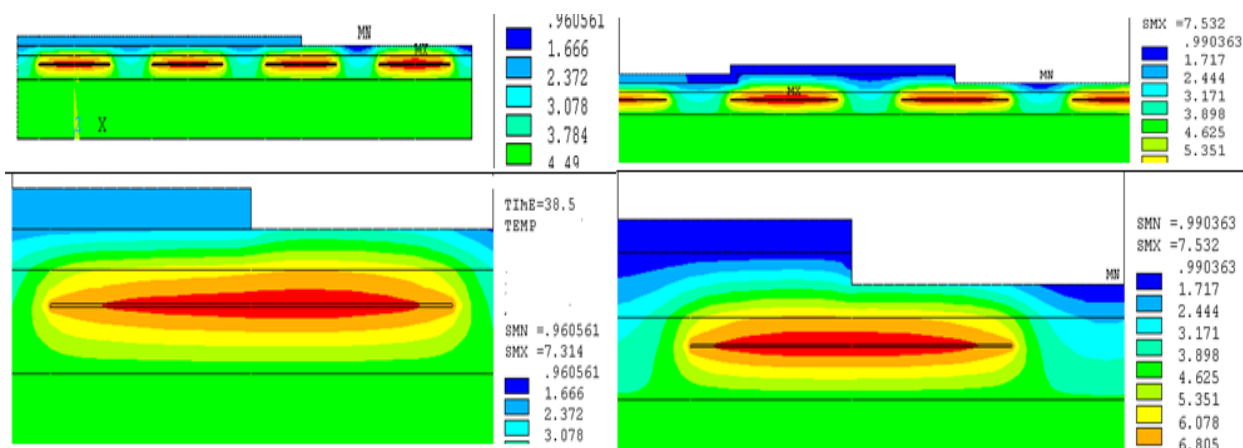 .960561
1.666
2.372
3.078
3.784
4.49
MN
MX
X
SMX =7.532
.990363
1.717
2.444
3.171
3.898
4.625
5.351
MN
MX
TIME=38.5
TEMP
SMN =.960561
SMX =7.314
.960561
1.666
2.372
3.078
SMN =.990363
SMX =7.532
.990363
1.717
2.444
3.171
3.898
4.625
5.351
6.078
6.805
MN